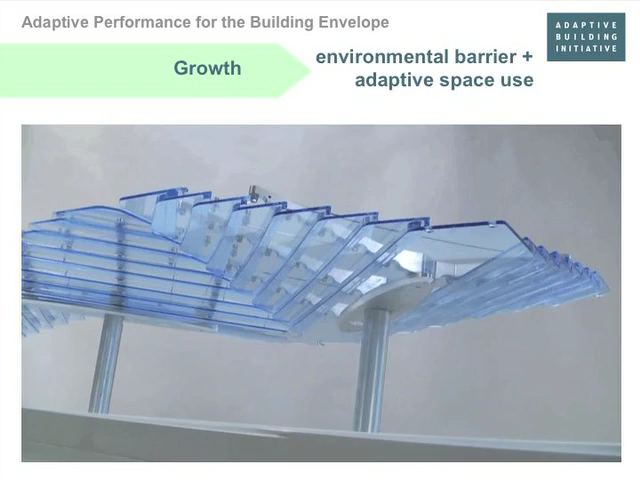 Adaptive Performance for the Building Envelope
ADAPTIVE
BUILDING
INITIATIVE
Growth
environmental barrier +
adaptive space use